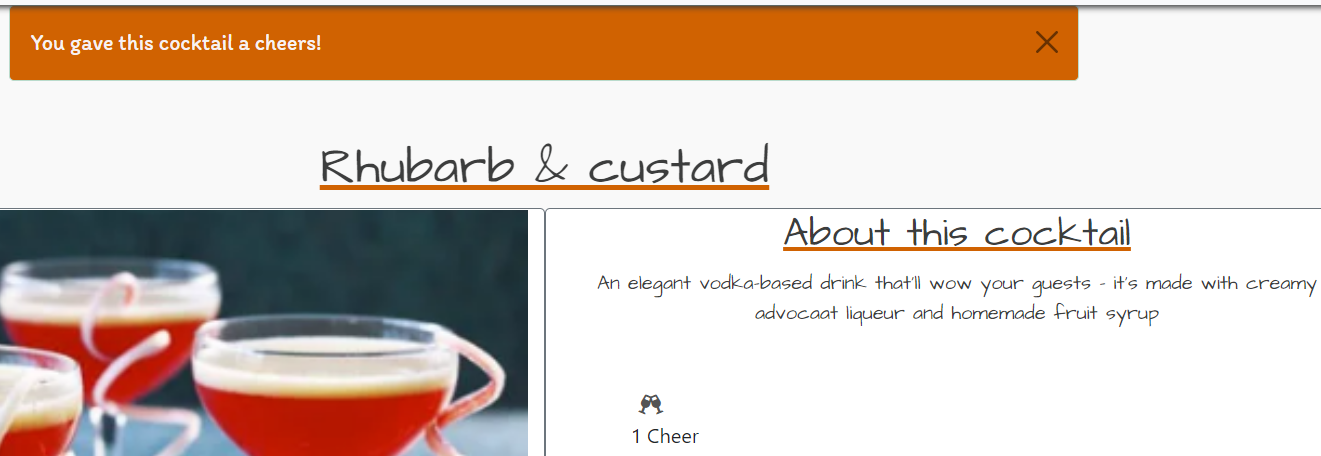 You gave this cocktail a cheers!
Rhubarb & custard
About this cocktail
An elegant vodka-based drink that'll wow your guests - it's made with creamy
advocaat liqueur and homemade fruit syrup
1 Cheer